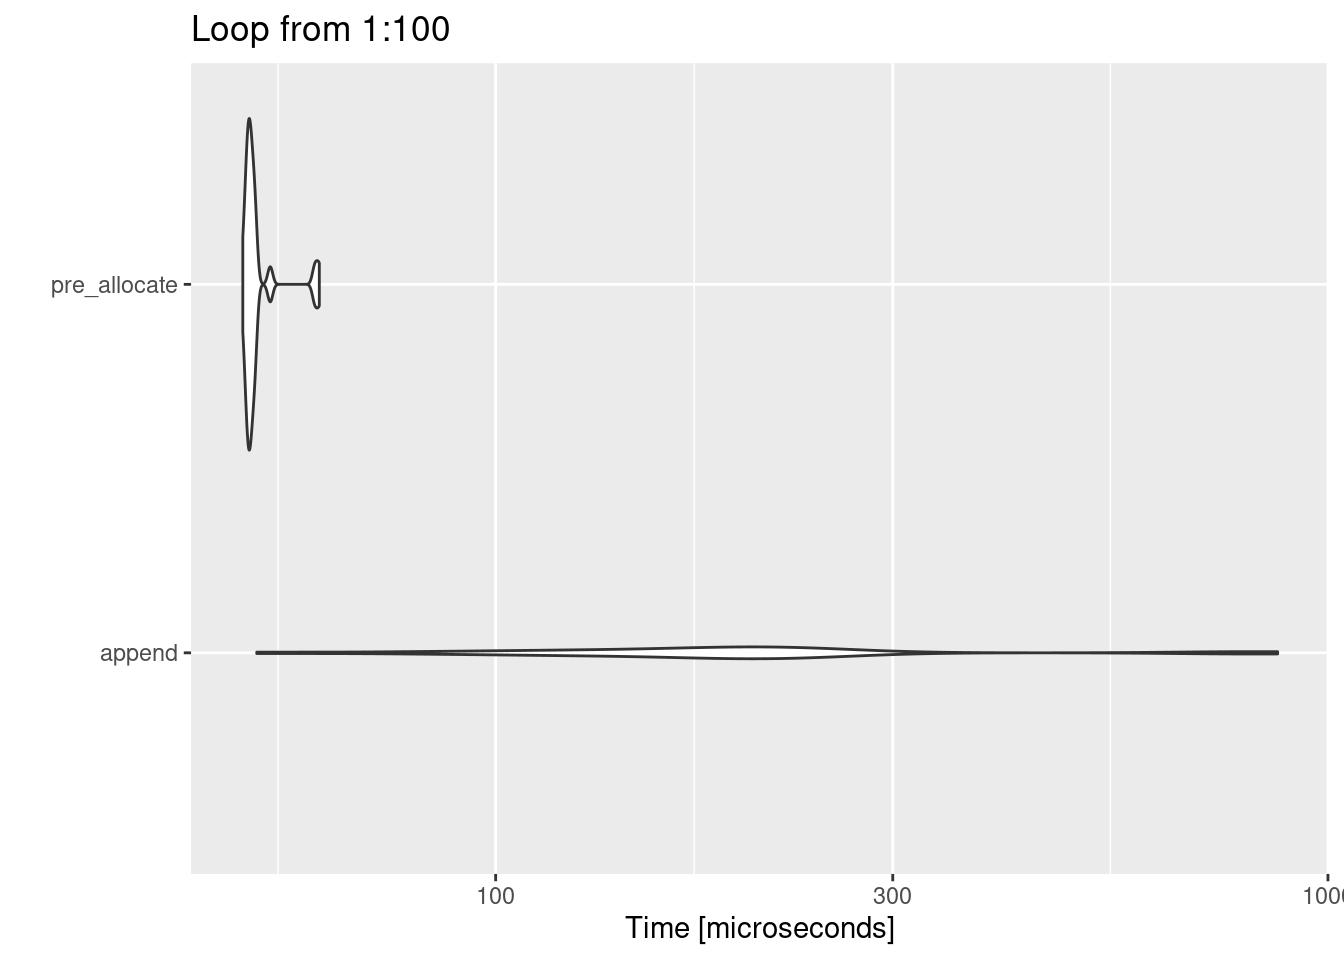 Loop from 1:100
pre_allocate
append
100
300
Time [microseconds]